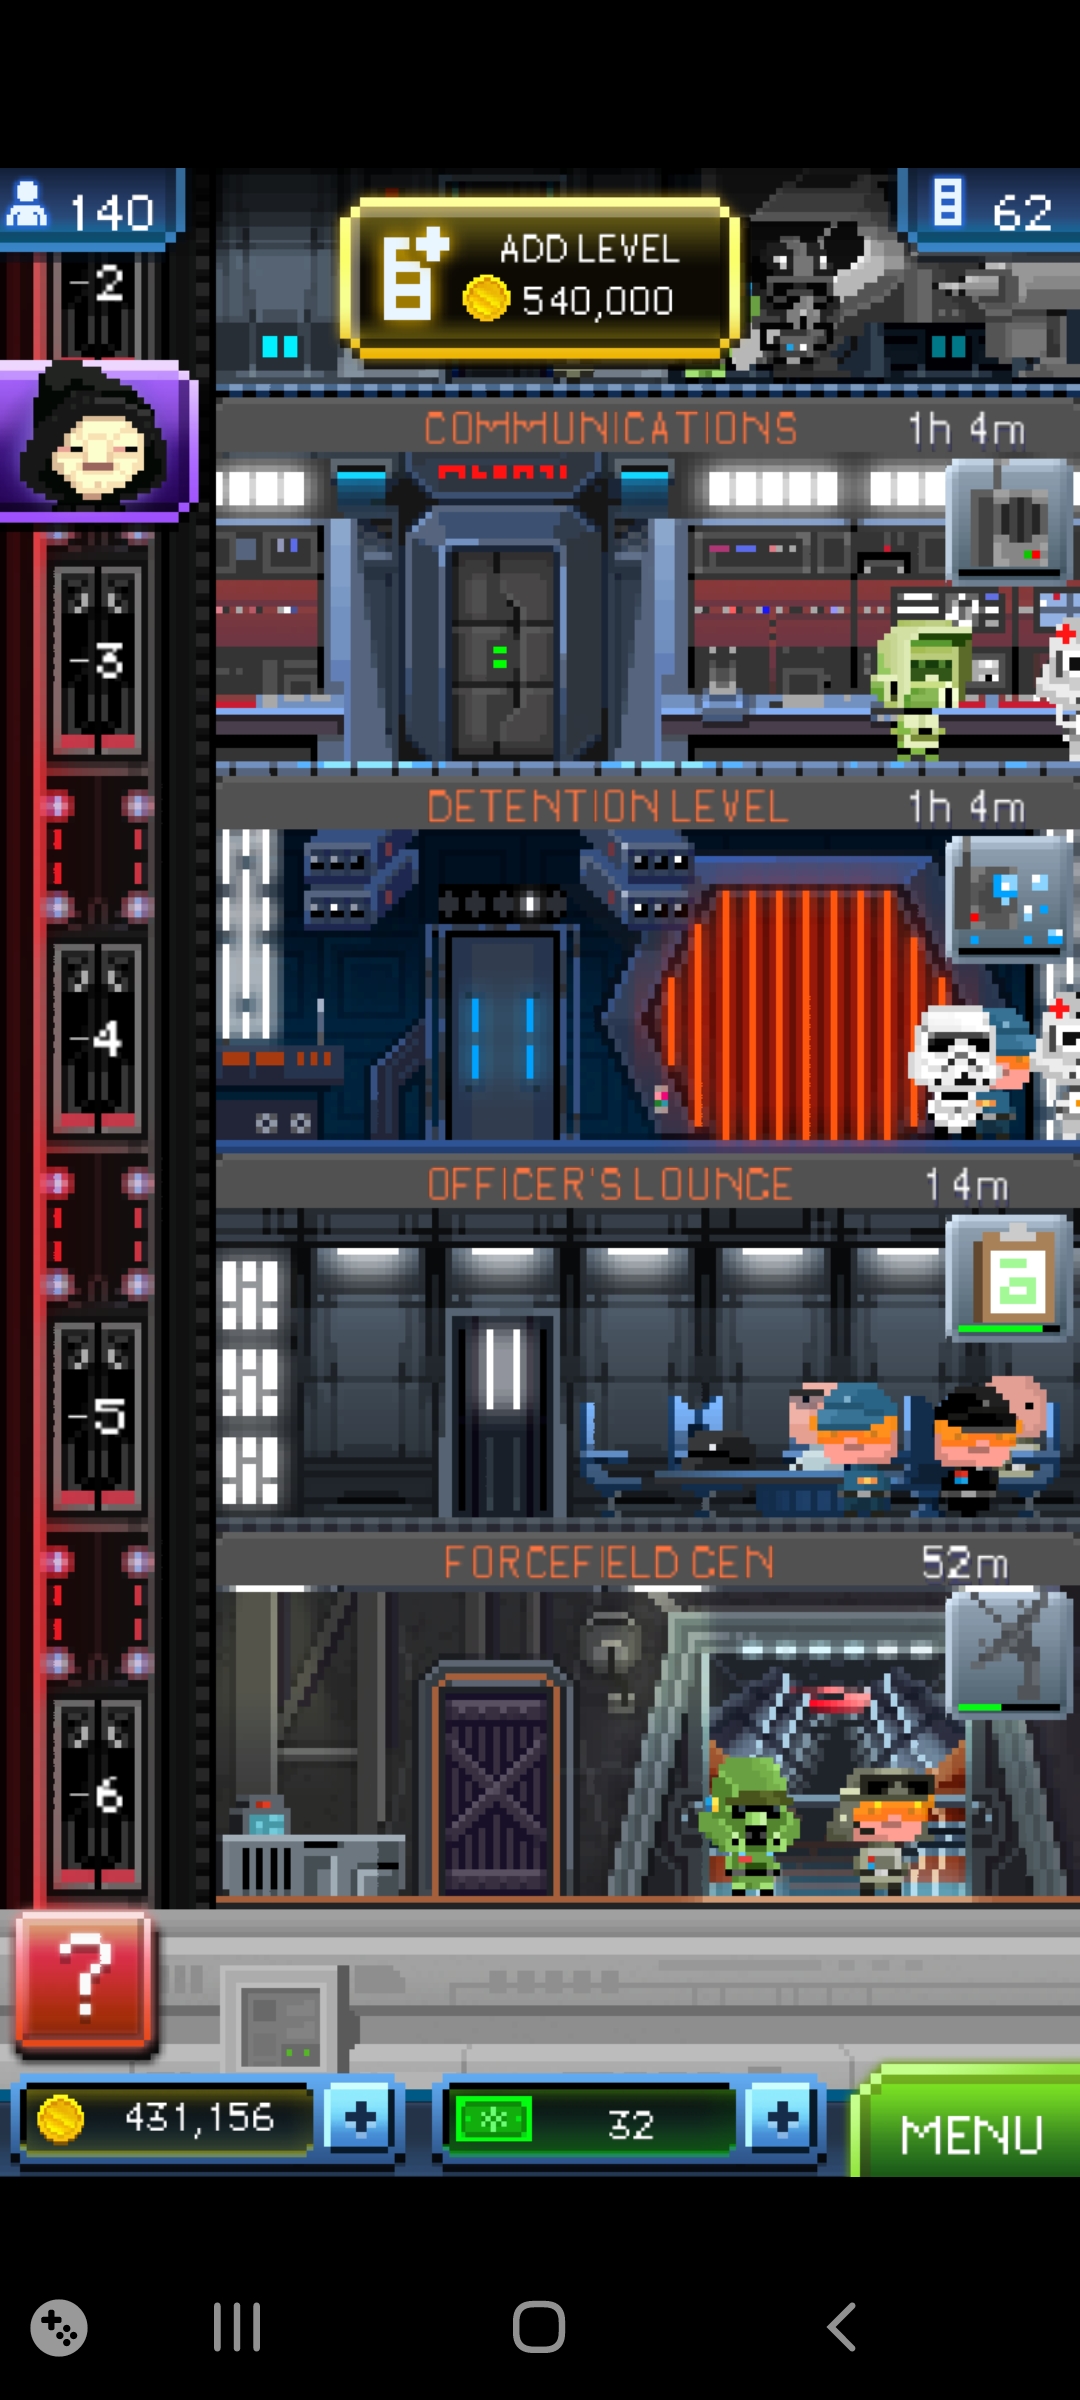 140
ADD LEVEL
540,000
62
-2
COMMUNICATIONS 1h 4m
-3
DETENTION LEVEL 1h 4m
-4
OFFICER'S LOUNGE 14m
a
-5
FORCEFIELD GEN 52m
-6
?
431,156 +
32 +
MENU